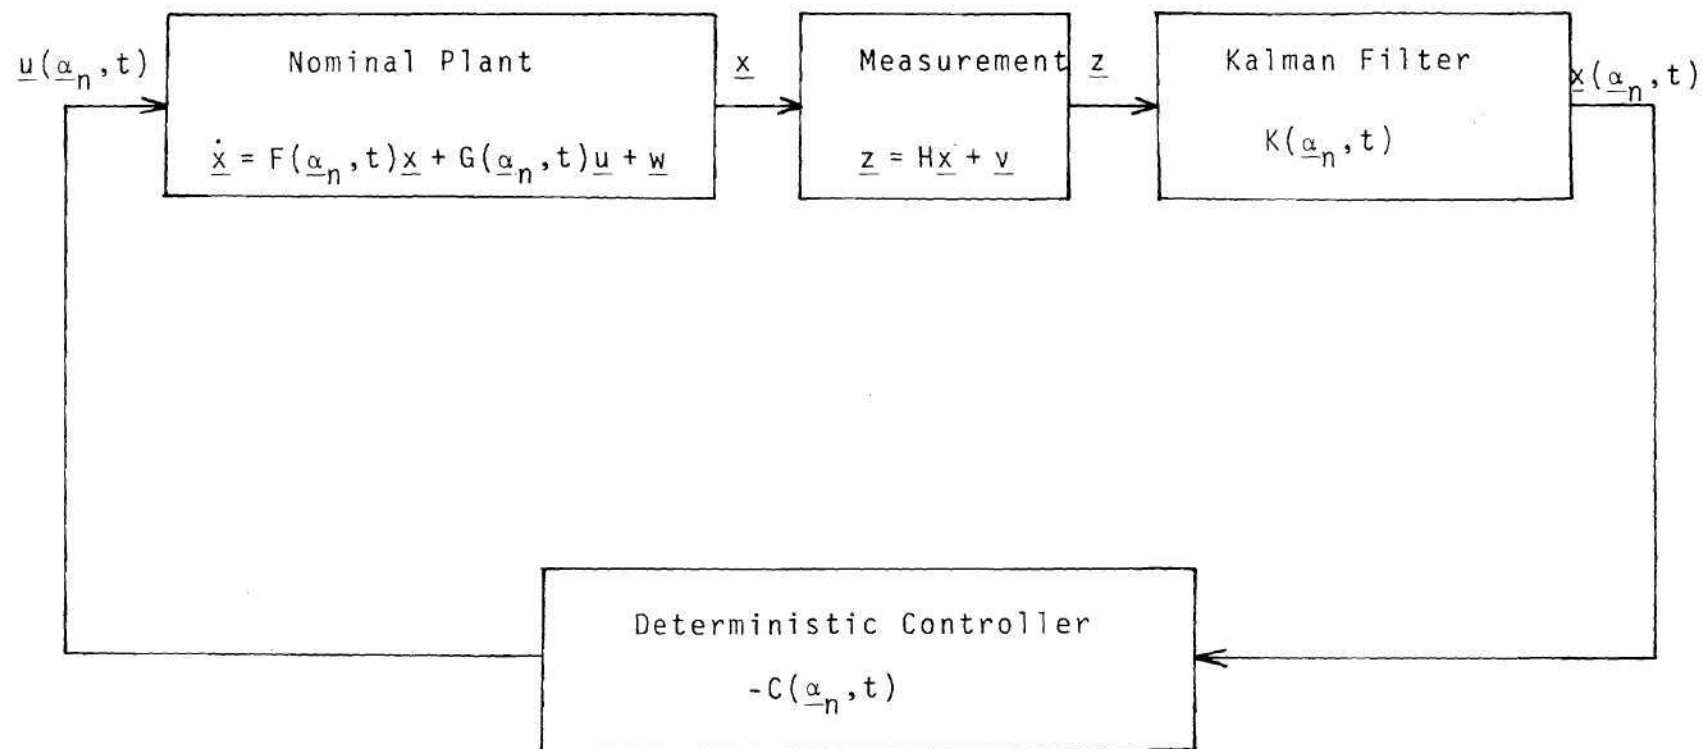 u(α_n,t)
Nominal Plant
ẋ = F(α_n,t)x + G(α_n,t)u + w
x
Measurement
z = Hx + v
z
Kalman Filter
K(α_n,t)
x(α_n,t)
Deterministic Controller
-C(α_n,t)